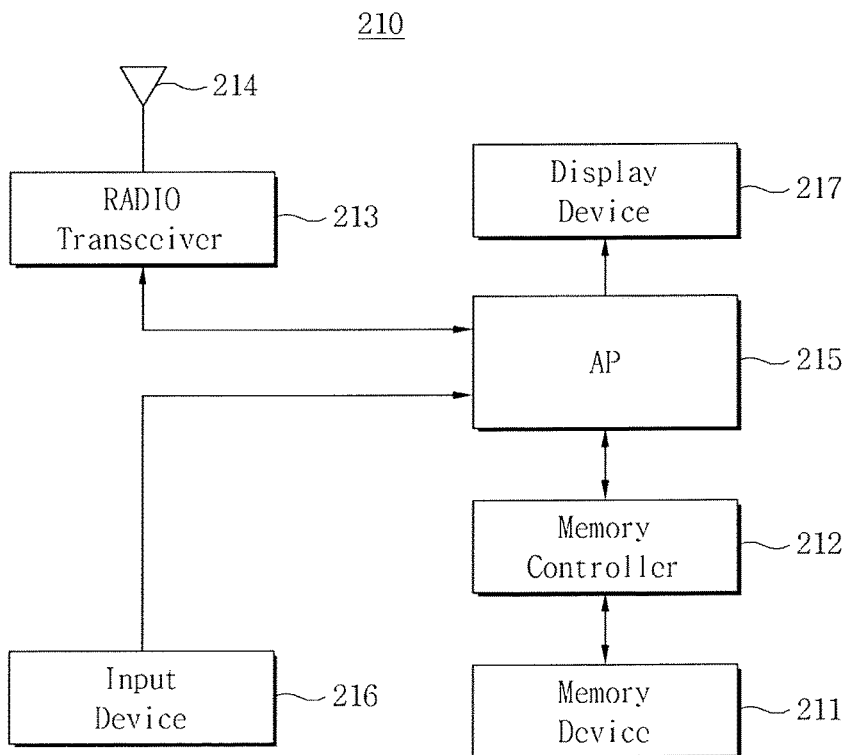 210
214
RADIO
Transceiver
213
Display
Device
217
AP
215
Memory
Controller
212
Input
Device
216
Memory
Device
211